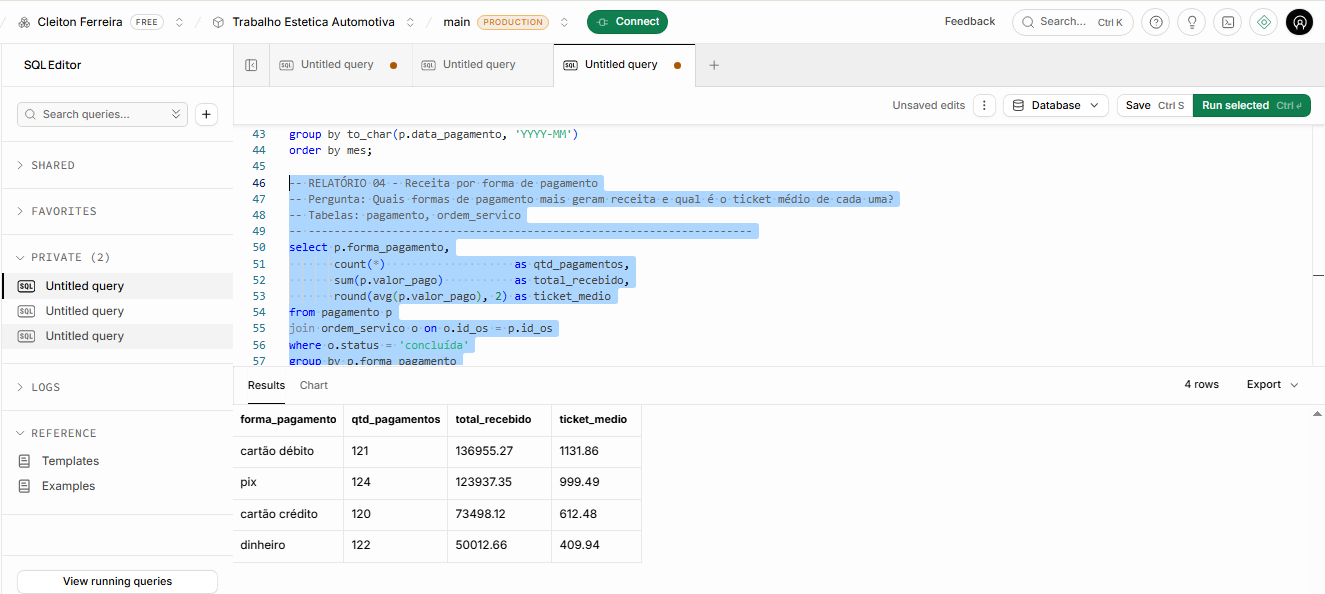 Cleiton Ferreira FREE / Trabalho Estetica Automotiva / main PRODUCTION Connect Feedback Search... Ctrl K
SQL Editor
SQL Untitled query SQL Untitled query SQL Untitled query +
Search queries... +
Unsaved edits Database Save Ctrl S Run selected Ctrl ↵
SHARED
FAVORITES
PRIVATE (2)
SQL Untitled query
SQL Untitled query
SQL Untitled query
LOGS
REFERENCE
Templates
Examples
View running queries
43 group by to_char(p.data_pagamento, 'YYYY-MM')
44 order by mes;
45
46 -- RELATÓRIO 04 - Receita por forma de pagamento
47 -- Pergunta: Quais formas de pagamento mais geram receita e qual é o ticket médio de cada uma?
48 -- Tabelas: pagamento, ordem_servico
49 -- ---------------------------------------------------------------------
50 select p.forma_pagamento,
51 count(*) as qtd_pagamentos,
52 sum(p.valor_pago) as total_recebido,
53 round(avg(p.valor_pago), 2) as ticket_medio
54 from pagamento p
55 join ordem_servico o on o.id_os = p.id_os
56 where o.status = 'concluída'
57 group by p.forma_pagamento
Results Chart 4 rows Export
forma_pagamento qtd_pagamentos total_recebido ticket_medio
cartão débito 121 136955.27 1131.86
pix 124 123937.35 999.49
cartão crédito 120 73498.12 612.48
dinheiro 122 50012.66 409.94